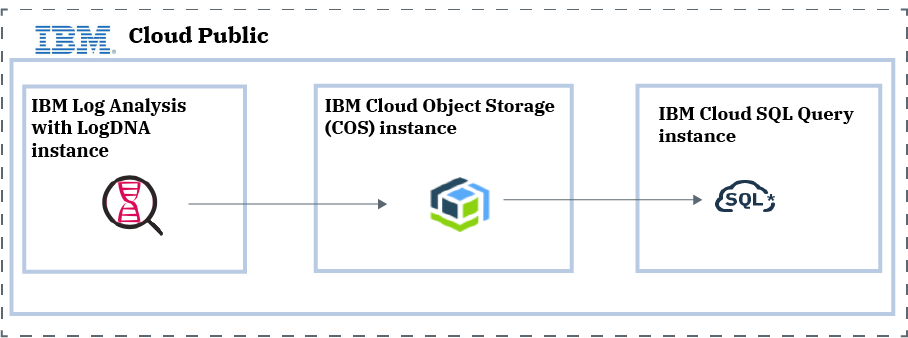 IBM® Cloud Public
IBM Log Analysis
with LogDNA
instance
IBM Cloud Object Storage
(COS) instance
IBM Cloud SQL Query
instance
SQL*